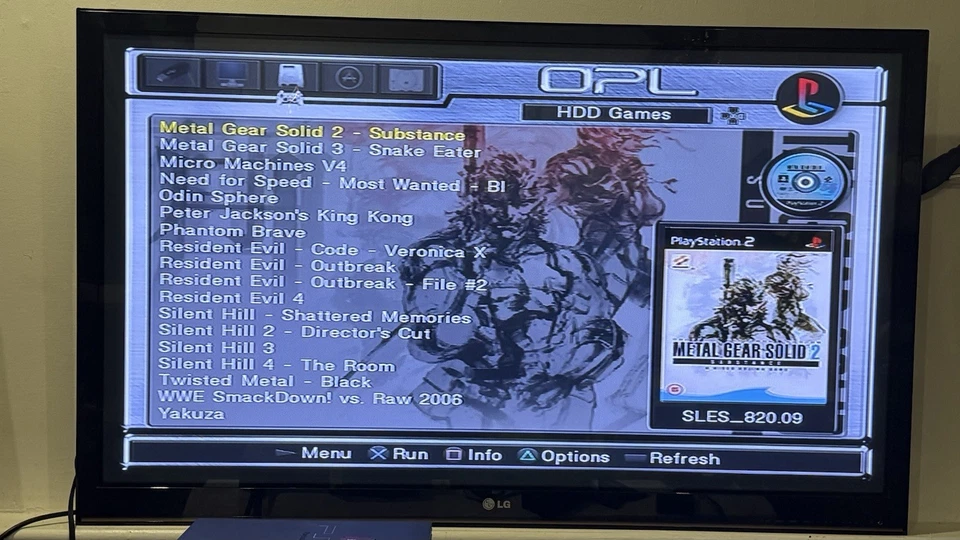 OPL
HDD Games
Metal Gear Solid 2 - Substance
Metal Gear Solid 3 - Snake Eater
Micro Machines V4
Need for Speed - Most Wanted - Bl
Odin Sphere
Peter Jackson's King Kong
Phantom Brave
Resident Evil - Code - Veronica X
Resident Evil - Outbreak
Resident Evil - Outbreak - File #2
Resident Evil 4
Silent Hill - Shattered Memories
Silent Hill 2 - Director's Cut
Silent Hill 3
Silent Hill 4 - The Room
Twisted Metal - Black
WWE SmackDown! vs. Raw 2006
Yakuza
PlayStation 2
PlayStation 2
METAL GEAR SOLID 2
SUBSTANCE
SLES_820.09
Menu Run Info Options Refresh
LG